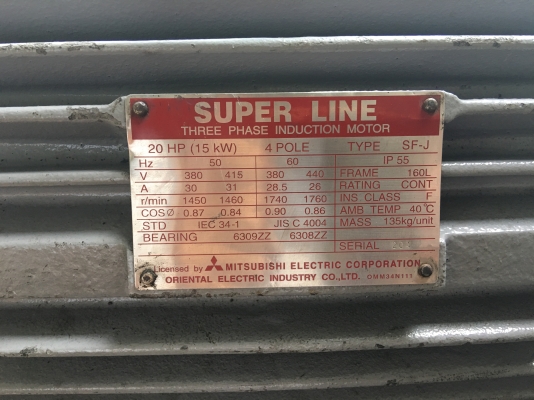 SUPER LINE
THREE PHASE INDUCTION MOTOR
20 HP (15 kW) 4 POLE TYPE SF-J
Hz 50 60 IP 55
V 380 415 380 440 FRAME 160L
A 30 31 28.5 26 RATING CONT
r/min 1450 1460 1740 1760 INS CLASS F
COSØ 0.87 0.84 0.90 0.86 AMB TEMP 40°C
STD IEC 34-1 JIS C 4004 MASS 135kg/unit
BEARING 6309ZZ 6308ZZ
SERIAL
Licensed by MITSUBISHI ELECTRIC CORPORATION
ORIENTAL ELECTRIC INDUSTRY CO.,LTD. OMM34N111